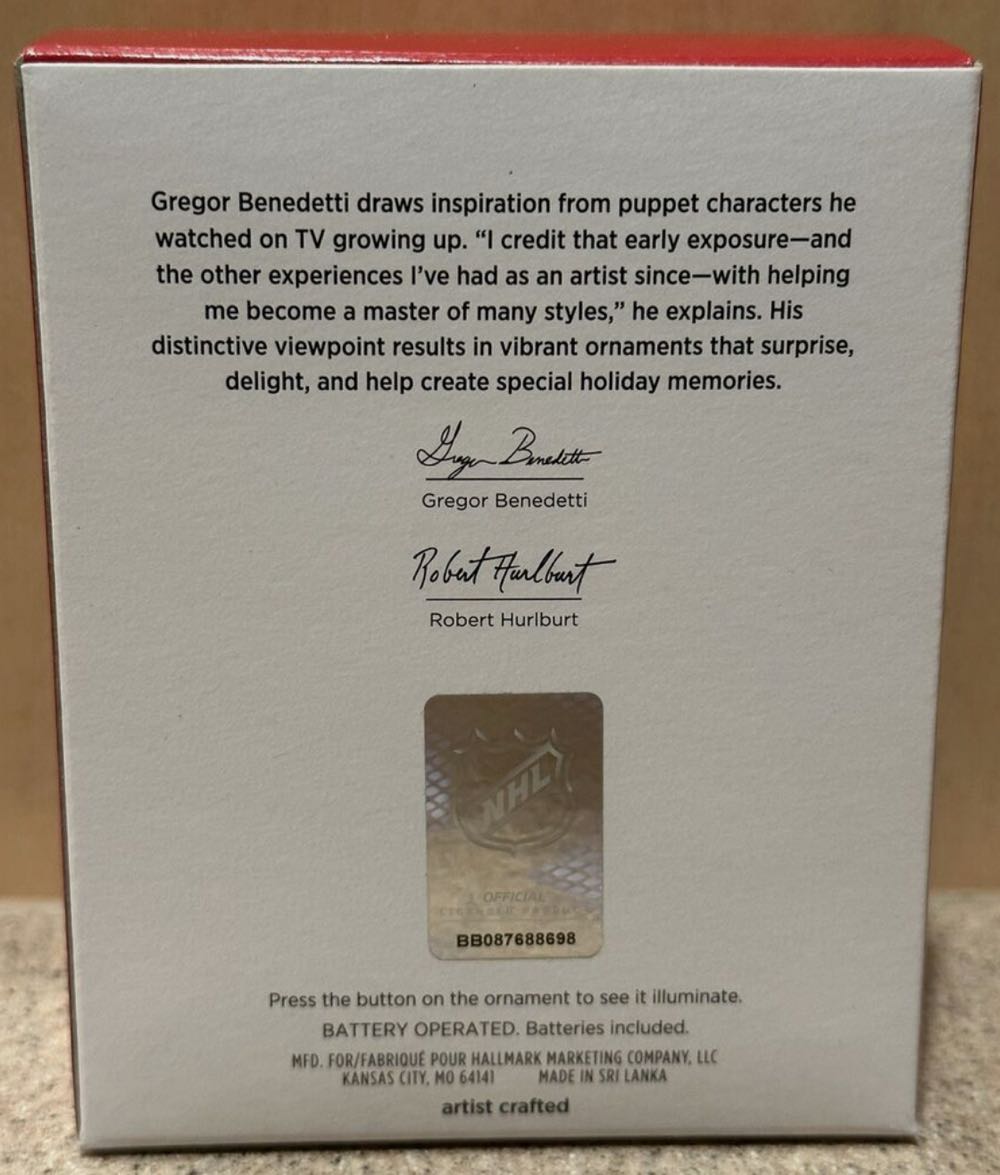 Gregor Benedetti draws inspiration from puppet characters he
watched on TV growing up. “I credit that early exposure—and
the other experiences I’ve had as an artist since—with helping
me become a master of many styles,” he explains. His
distinctive viewpoint results in vibrant ornaments that surprise,
delight, and help create special holiday memories.
Gregor Benedetti
Gregor Benedetti
Robert Hurlburt
Robert Hurlburt
NHL
OFFICIAL
LICENSED PRODUCT
BB087688698
Press the button on the ornament to see it illuminate.
BATTERY OPERATED. Batteries included.
MFD. FOR/FABRIQUÉ POUR HALLMARK MARKETING COMPANY, LLC
KANSAS CITY, MO 64141 MADE IN SRI LANKA
artist crafted